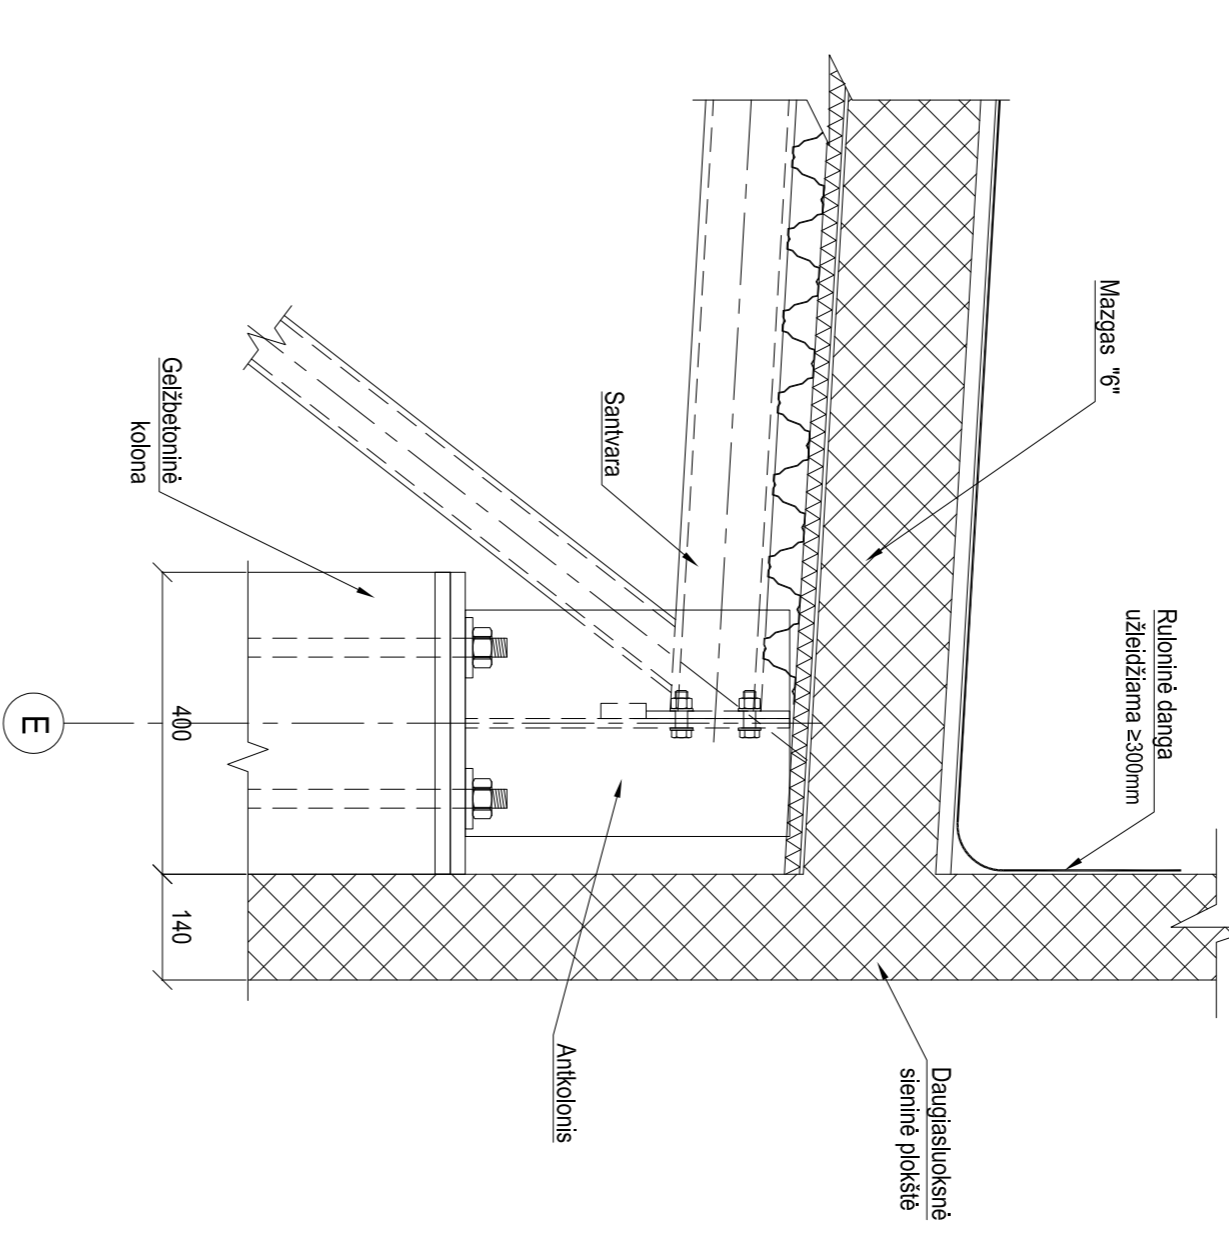 Ruloninė danga
užleidžiama ≥300mm
Mazgas "6"
Daugiasluoksnė
sieninė plokštė
Santvara
Antkolonis
Gelžbetoninė
kolona
400
140
E